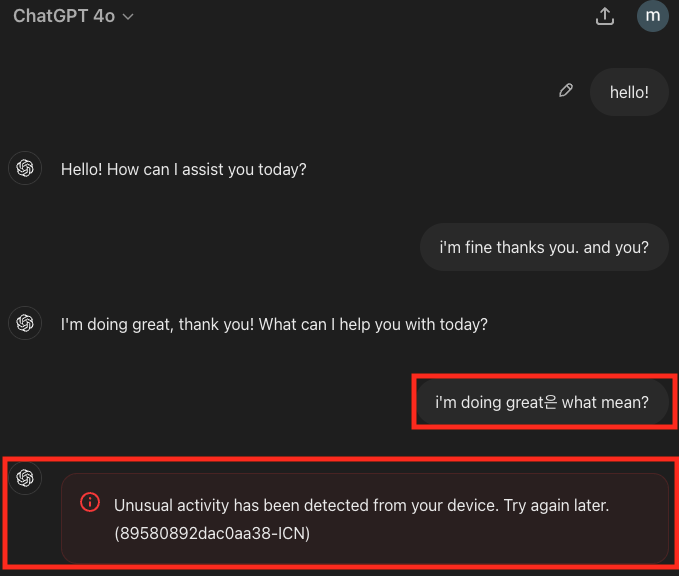 ChatGPT 4o
m
hello!
Hello! How can I assist you today?
i'm fine thanks you. and you?
I'm doing great, thank you! What can I help you with today?
i'm doing great은 what mean?
Unusual activity has been detected from your device. Try again later.
(89580892dac0aa38-ICN)